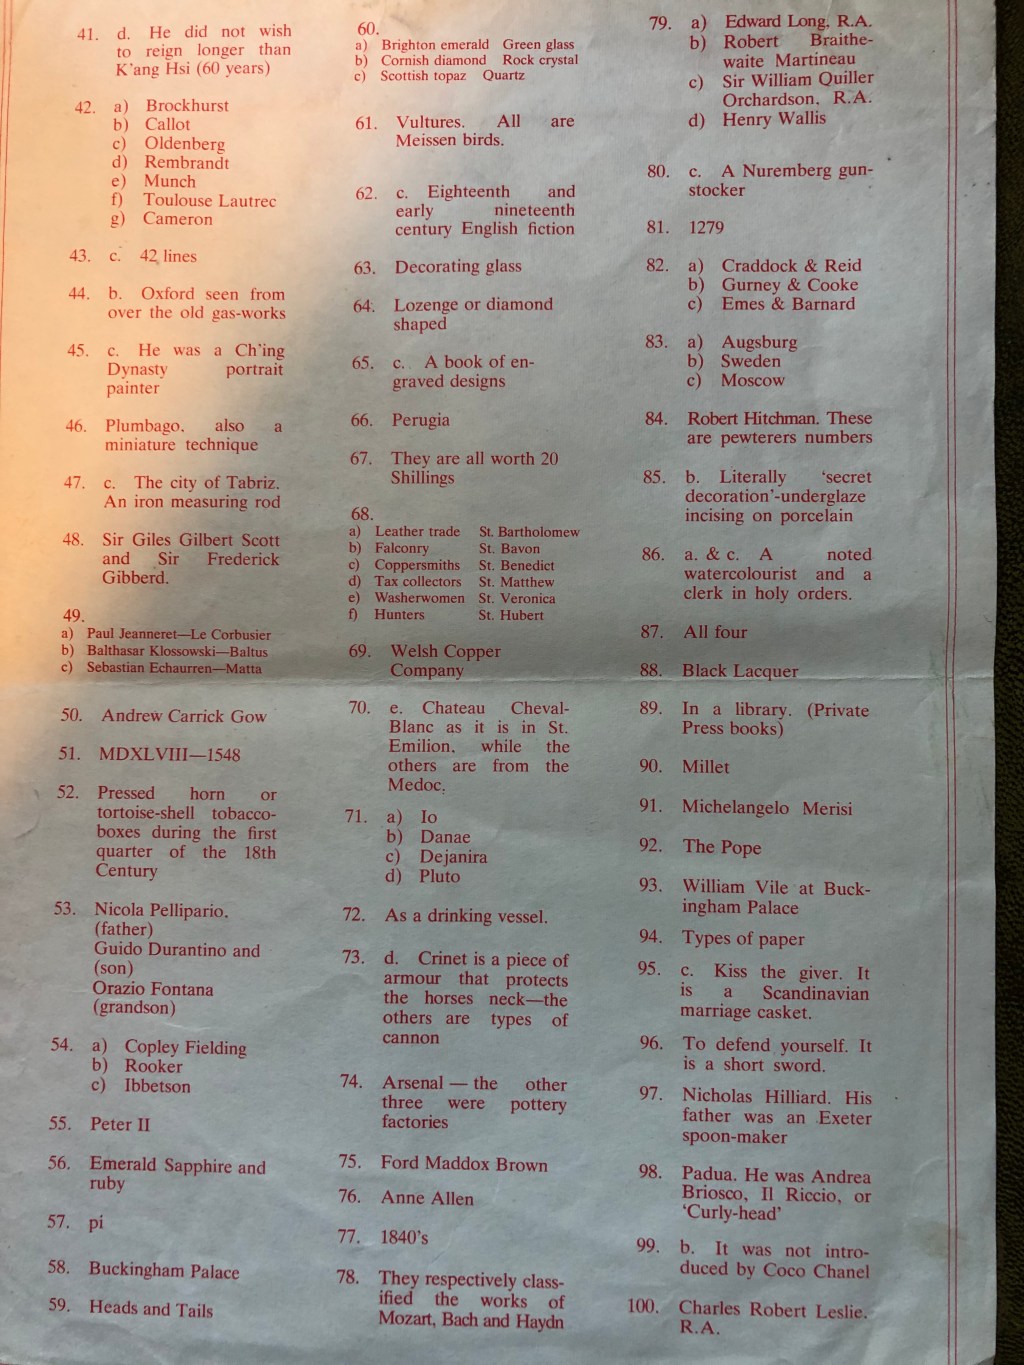 41. d. He did not wish
to reign longer than
K'ang Hsi (60 years)
42. a) Brockhurst
b) Callot
c) Oldenberg
d) Rembrandt
e) Munch
f) Toulouse Lautrec
g) Cameron
43. c. 42 lines
44. b. Oxford seen from
over the old gas-works
45. c. He was a Ch'ing
Dynasty portrait
painter
46. Plumbago, also a
miniature technique
47. c. The city of Tabriz.
An iron measuring rod
48. Sir Giles Gilbert Scott
and Sir Frederick
Gibberd.
49.
a) Paul Jeanneret—Le Corbusier
b) Balthasar Klossowski—Baltus
c) Sebastian Echaurren—Matta
50. Andrew Carrick Gow
51. MDXLVIII—1548
52. Pressed horn or
tortoise-shell tobacco-
boxes during the first
quarter of the 18th
Century
53. Nicola Pellipario.
(father)
Guido Durantino and
(son)
Orazio Fontana
(grandson)
54. a) Copley Fielding
b) Rooker
c) Ibbetson
55. Peter II
56. Emerald Sapphire and
ruby
57. pi
58. Buckingham Palace
59. Heads and Tails
60.
a) Brighton emerald Green glass
b) Cornish diamond Rock crystal
c) Scottish topaz Quartz
61. Vultures. All are
Meissen birds.
62. c. Eighteenth and
early nineteenth
century English fiction
63. Decorating glass
64. Lozenge or diamond
shaped
65. c. A book of en-
graved designs
66. Perugia
67. They are all worth 20
Shillings
68.
a) Leather trade St. Bartholomew
b) Falconry St. Bavon
c) Coppersmiths St. Benedict
d) Tax collectors St. Matthew
e) Washerwomen St. Veronica
f) Hunters St. Hubert
69. Welsh Copper
Company
70. e. Chateau Cheval-
Blanc as it is in St.
Emilion, while the
others are from the
Medoc.
71. a) Io
b) Danae
c) Dejanira
d) Pluto
72. As a drinking vessel.
73. d. Crinet is a piece of
armour that protects
the horses neck—the
others are types of
cannon
74. Arsenal — the other
three were pottery
factories
75. Ford Maddox Brown
76. Anne Allen
77. 1840's
78. They respectively class-
ified the works of
Mozart, Bach and Haydn
79. a) Edward Long, R.A.
b) Robert Braithe-
waite Martineau
c) Sir William Quiller
Orchardson. R.A.
d) Henry Wallis
80. c. A Nuremberg gun-
stocker
81. 1279
82. a) Craddock & Reid
b) Gurney & Cooke
c) Emes & Barnard
83. a) Augsburg
b) Sweden
c) Moscow
84. Robert Hitchman. These
are pewterers numbers
85. b. Literally 'secret
decoration'-underglaze
incising on porcelain
86. a. & c. A noted
watercolourist and a
clerk in holy orders.
87. All four
88. Black Lacquer
89. In a library. (Private
Press books)
90. Millet
91. Michelangelo Merisi
92. The Pope
93. William Vile at Buck-
ingham Palace
94. Types of paper
95. c. Kiss the giver. It
is a Scandinavian
marriage casket.
96. To defend yourself. It
is a short sword.
97. Nicholas Hilliard. His
father was an Exeter
spoon-maker
98. Padua. He was Andrea
Briosco, Il Riccio, or
'Curly-head'
99. b. It was not intro-
duced by Coco Chanel
100. Charles Robert Leslie.
R.A.